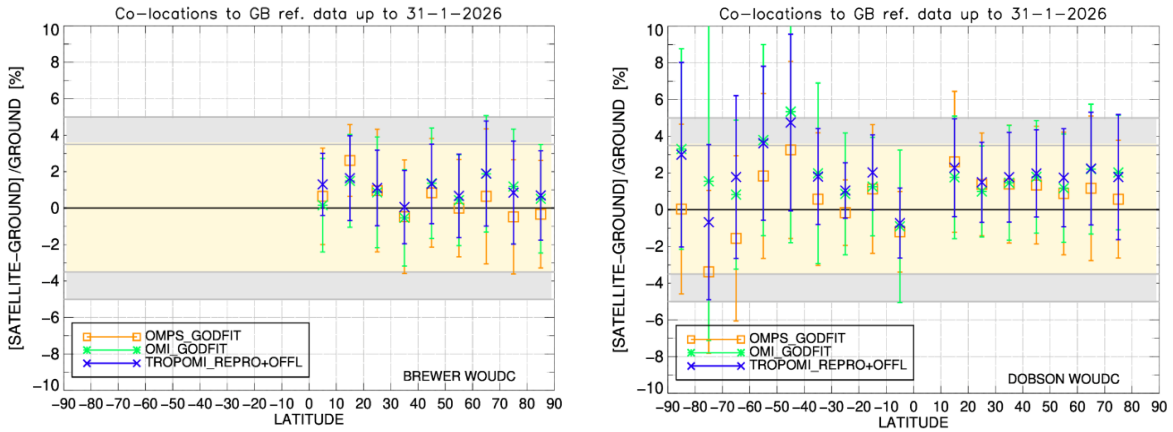 Co-locations to GB ref. data up to 31-1-2026
[SATELLITE-GROUND]/GROUND [%]
10
8
6
4
2
0
-2
-4
-6
-8
-10
OMPS_GODFIT
OMI_GODFIT
TROPOMI_REPRO+OFFL
BREWER WOUDC
-90 -80 -70 -60 -50 -40 -30 -20 -10 0 10 20 30 40 50 60 70 80 90
LATITUDE
Co-locations to GB ref. data up to 31-1-2026
[SATELLITE-GROUND]/GROUND [%]
10
8
6
4
2
0
-2
-4
-6
-8
-10
OMPS_GODFIT
OMI_GODFIT
TROPOMI_REPRO+OFFL
DOBSON WOUDC
-90 -80 -70 -60 -50 -40 -30 -20 -10 0 10 20 30 40 50 60 70 80 90
LATITUDE